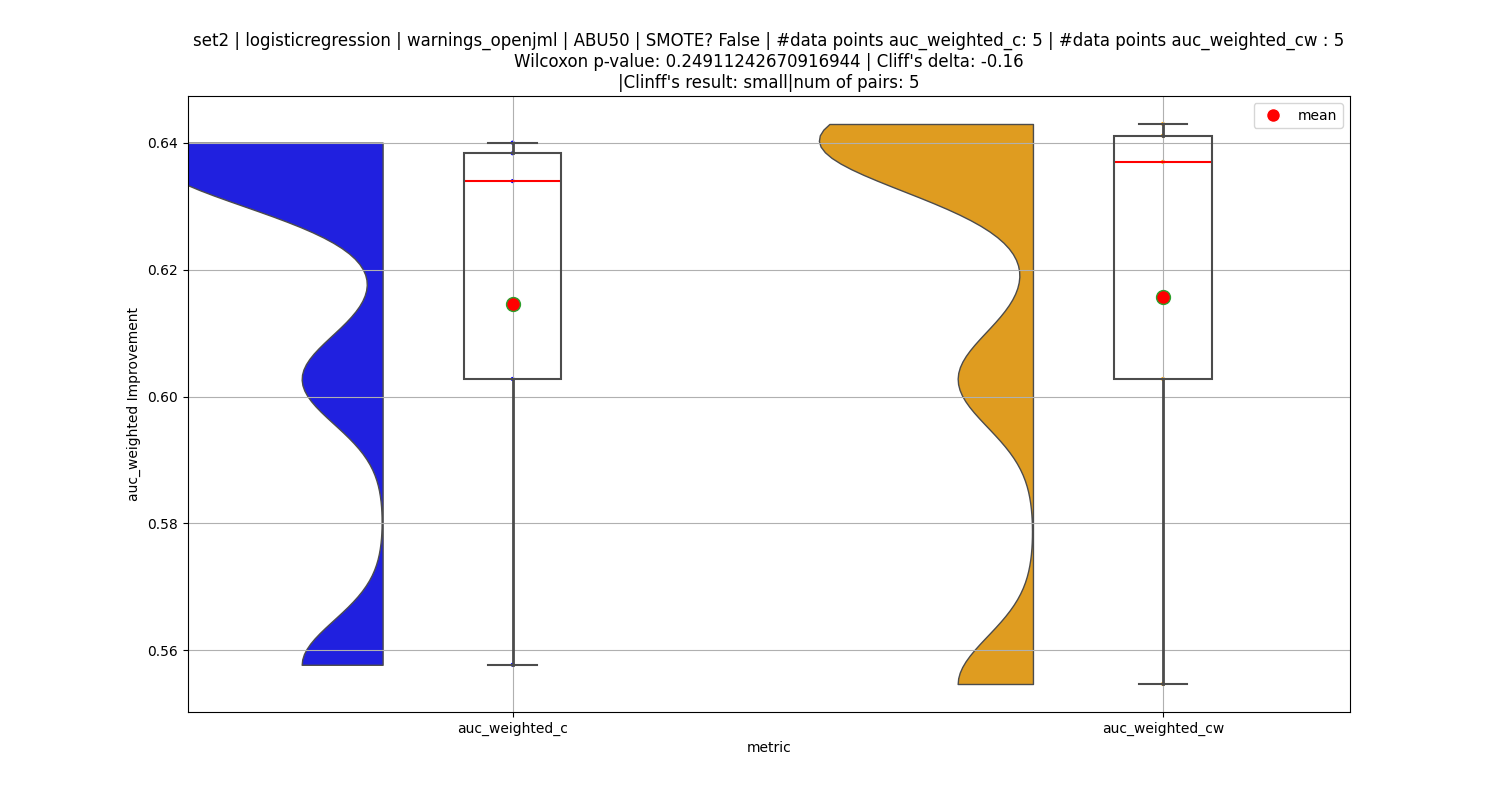 set2 | logisticregression | warnings_openjml | ABU50 | SMOTE? False | #data points auc_weighted_c: 5 | #data points auc_weighted_cw : 5
Wilcoxon p-value: 0.24911242670916944 | Cliff's delta: -0.16
|Clinff's result: small|num of pairs: 5
mean
0.64
0.62
0.60
0.58
0.56
auc_weighted Improvement
auc_weighted_c
auc_weighted_cw
metric